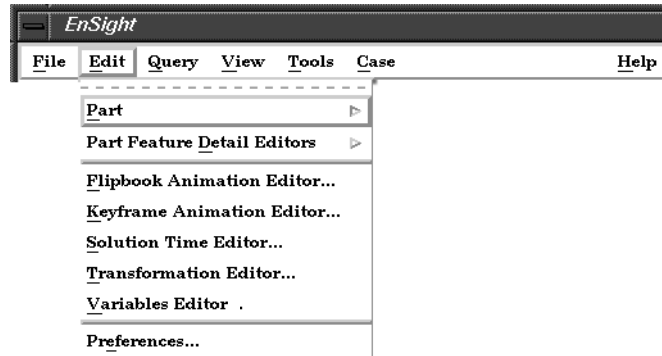 EnSight
File Edit Query View Tools Case Help
Part
Part Feature Detail Editors
Flipbook Animation Editor...
Keyframe Animation Editor...
Solution Time Editor...
Transformation Editor...
Variables Editor .
Preferences...